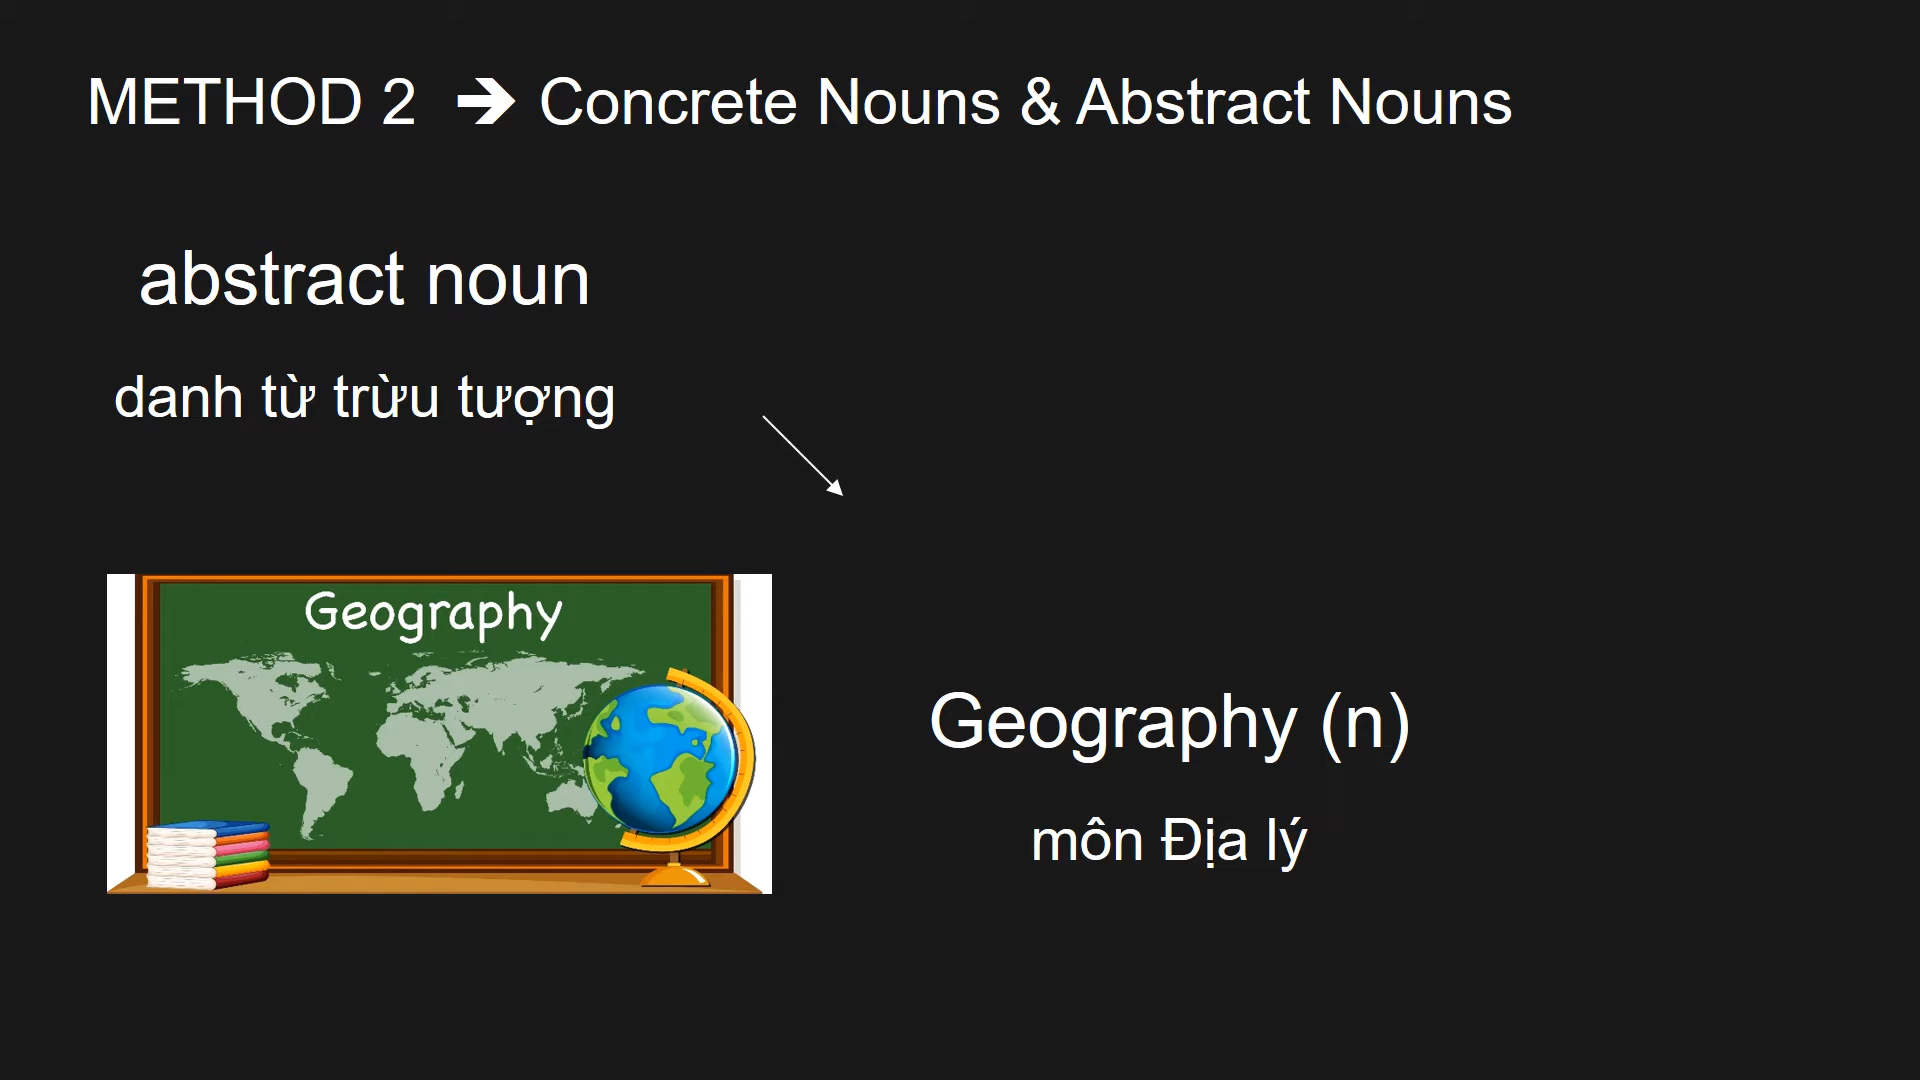 METHOD 2 ➔ Concrete Nouns & Abstract Nouns
abstract noun
danh từ trừu tượng
Geography
Geography (n)
môn Địa lý